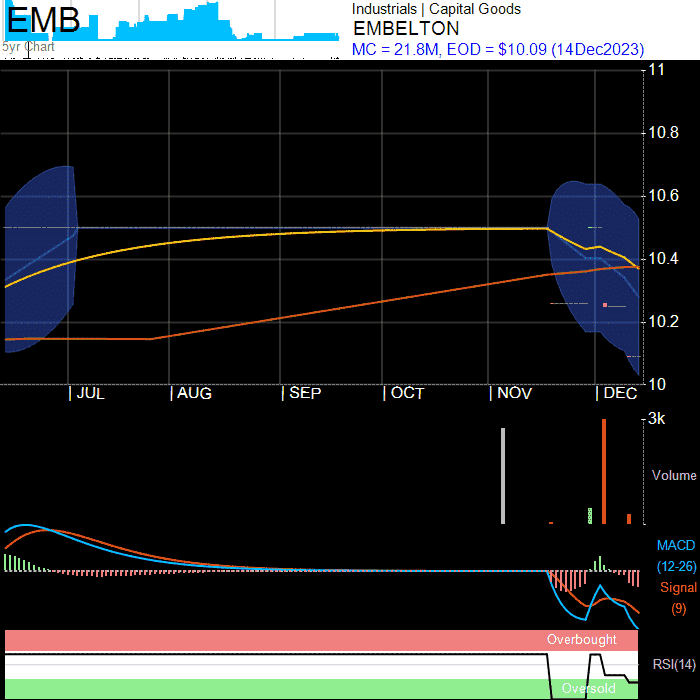 EMB
5yr Chart
Industrials | Capital Goods
EMBELTON
MC = 21.8M, EOD = $10.09 (14Dec2023)
11
10.8
10.6
10.4
10.2
10
| JUL | AUG | SEP | OCT | NOV | DEC
3k
Volume
MACD
(12-26)
Signal
(9)
Overbought
RSI(14)
Oversold